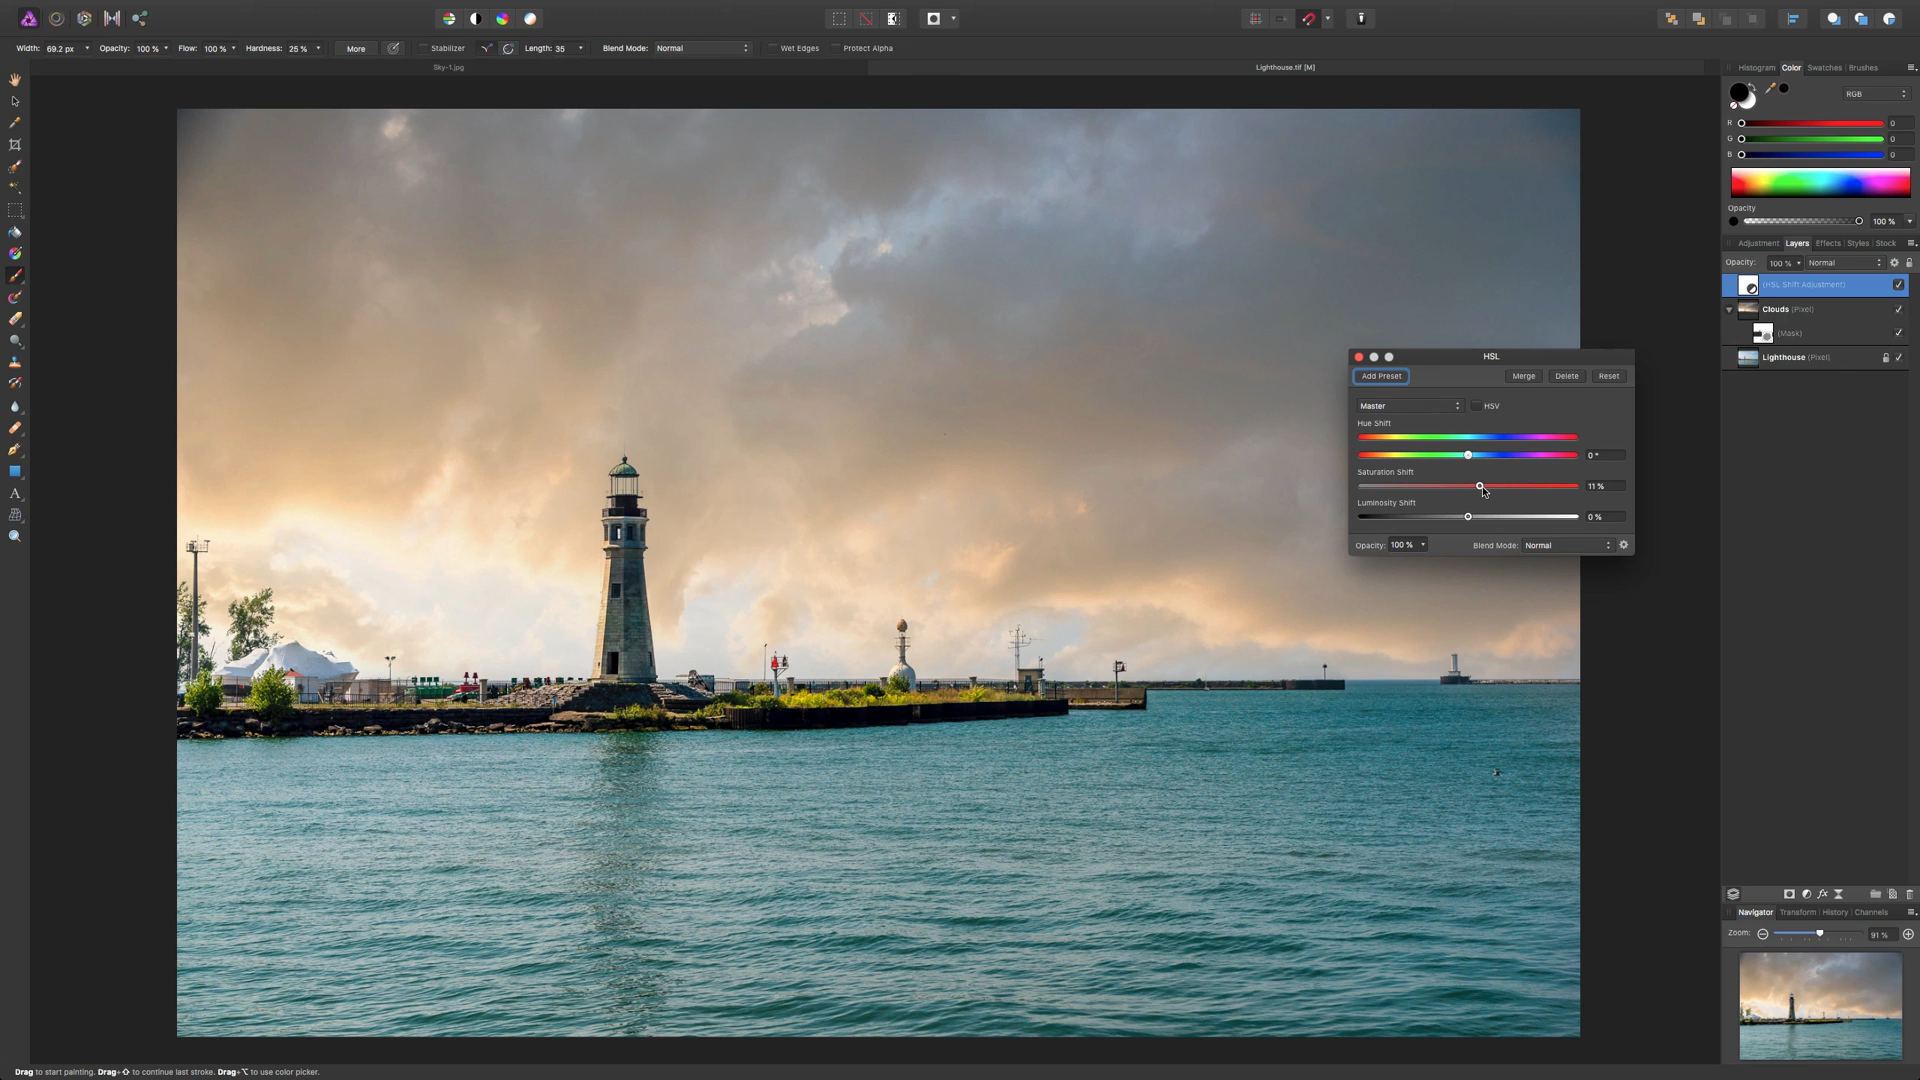 Width: 69.2 px Opacity: 100 % Flow: 100 % Hardness: 25 % More Stabilizer Length: 35 Blend Mode: Normal Wet Edges Protect Alpha
Sky-1.jpg Lighthouse.tif [M]
Histogram Color Swatches Brushes
RGB
R 0
G 0
B 0
Opacity
100 %
Adjustment Layers Effects Styles Stock
Opacity: 100 % Normal
(HSL Shift Adjustment)
Clouds (Pixel)
(Mask)
Lighthouse (Pixel)
HSL
Add Preset Merge Delete Reset
Master HSV
Hue Shift
0 °
Saturation Shift
11 %
Luminosity Shift
0 %
Opacity: 100 % Blend Mode: Normal
fx
Navigator Transform History Channels
Zoom: 91 %
A
Drag to start painting. Drag+⇧ to continue last stroke. Drag+⌥ to use color picker.